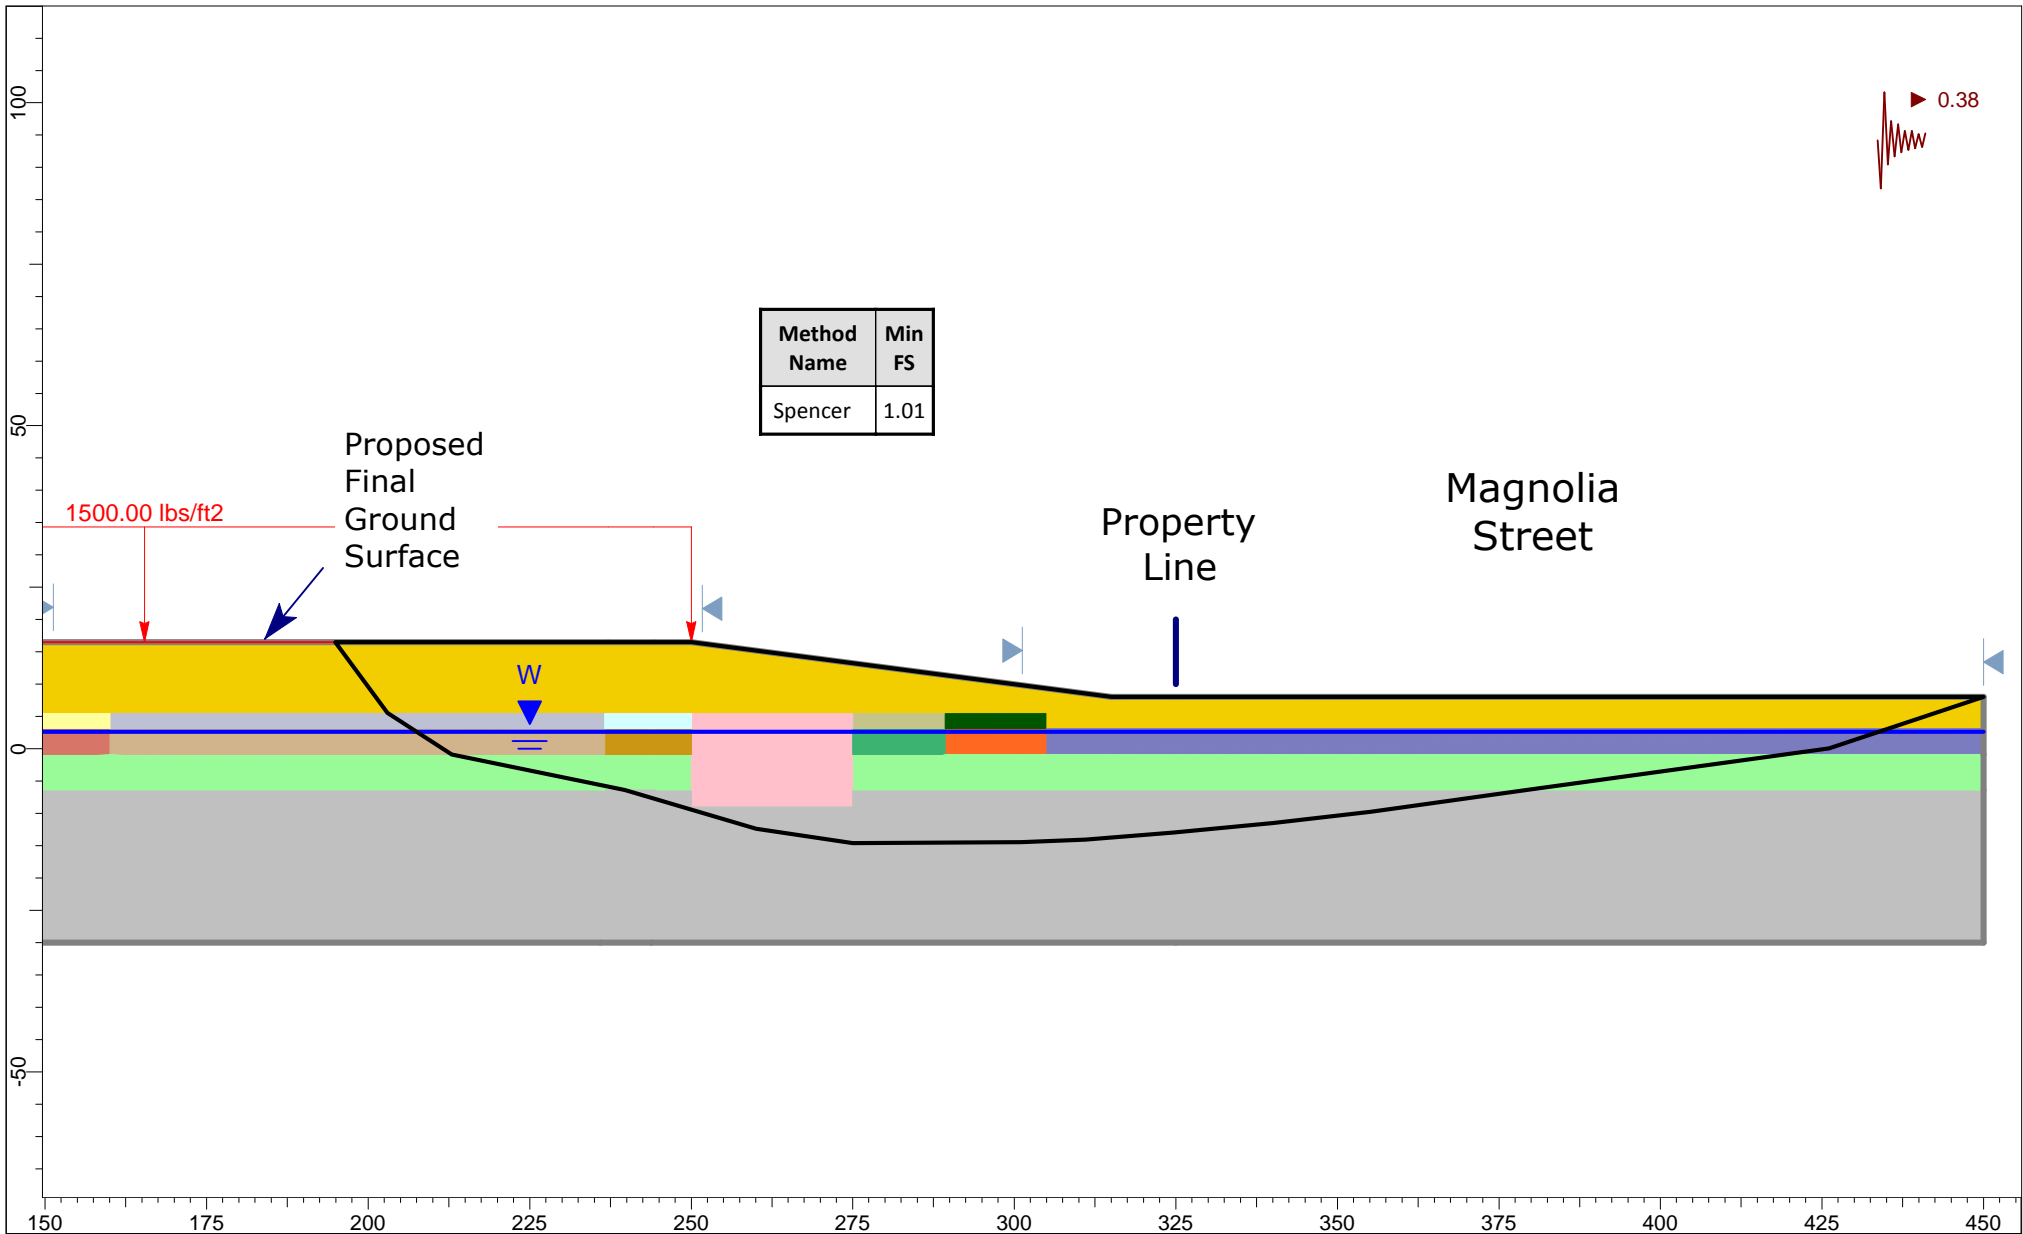 100
0.38
Method Min
Name FS
Spencer 1.01
50
Proposed
Final
Ground
Surface
1500.00 lbs/ft2
Magnolia
Street
Property
Line
W
0
-50
150 175 200 225 250 275 300 325 350 375 400 425 450